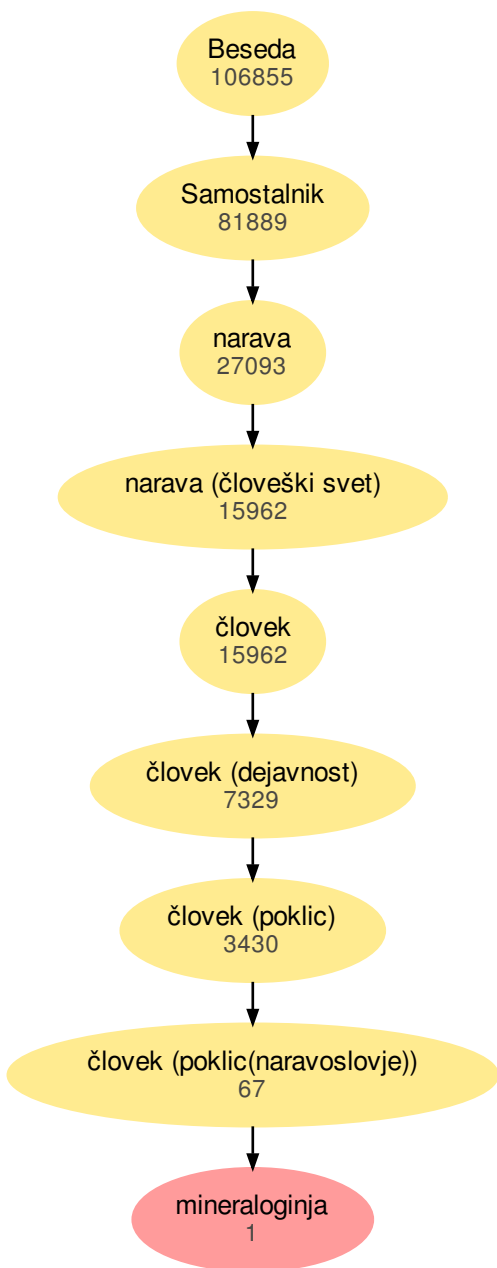 Beseda
106855
Samostalnik
81889
narava
27093
narava (človeški svet)
15962
človek
15962
človek (dejavnost)
7329
človek (poklic)
3430
človek (poklic(naravoslovje))
67
mineraloginja
1